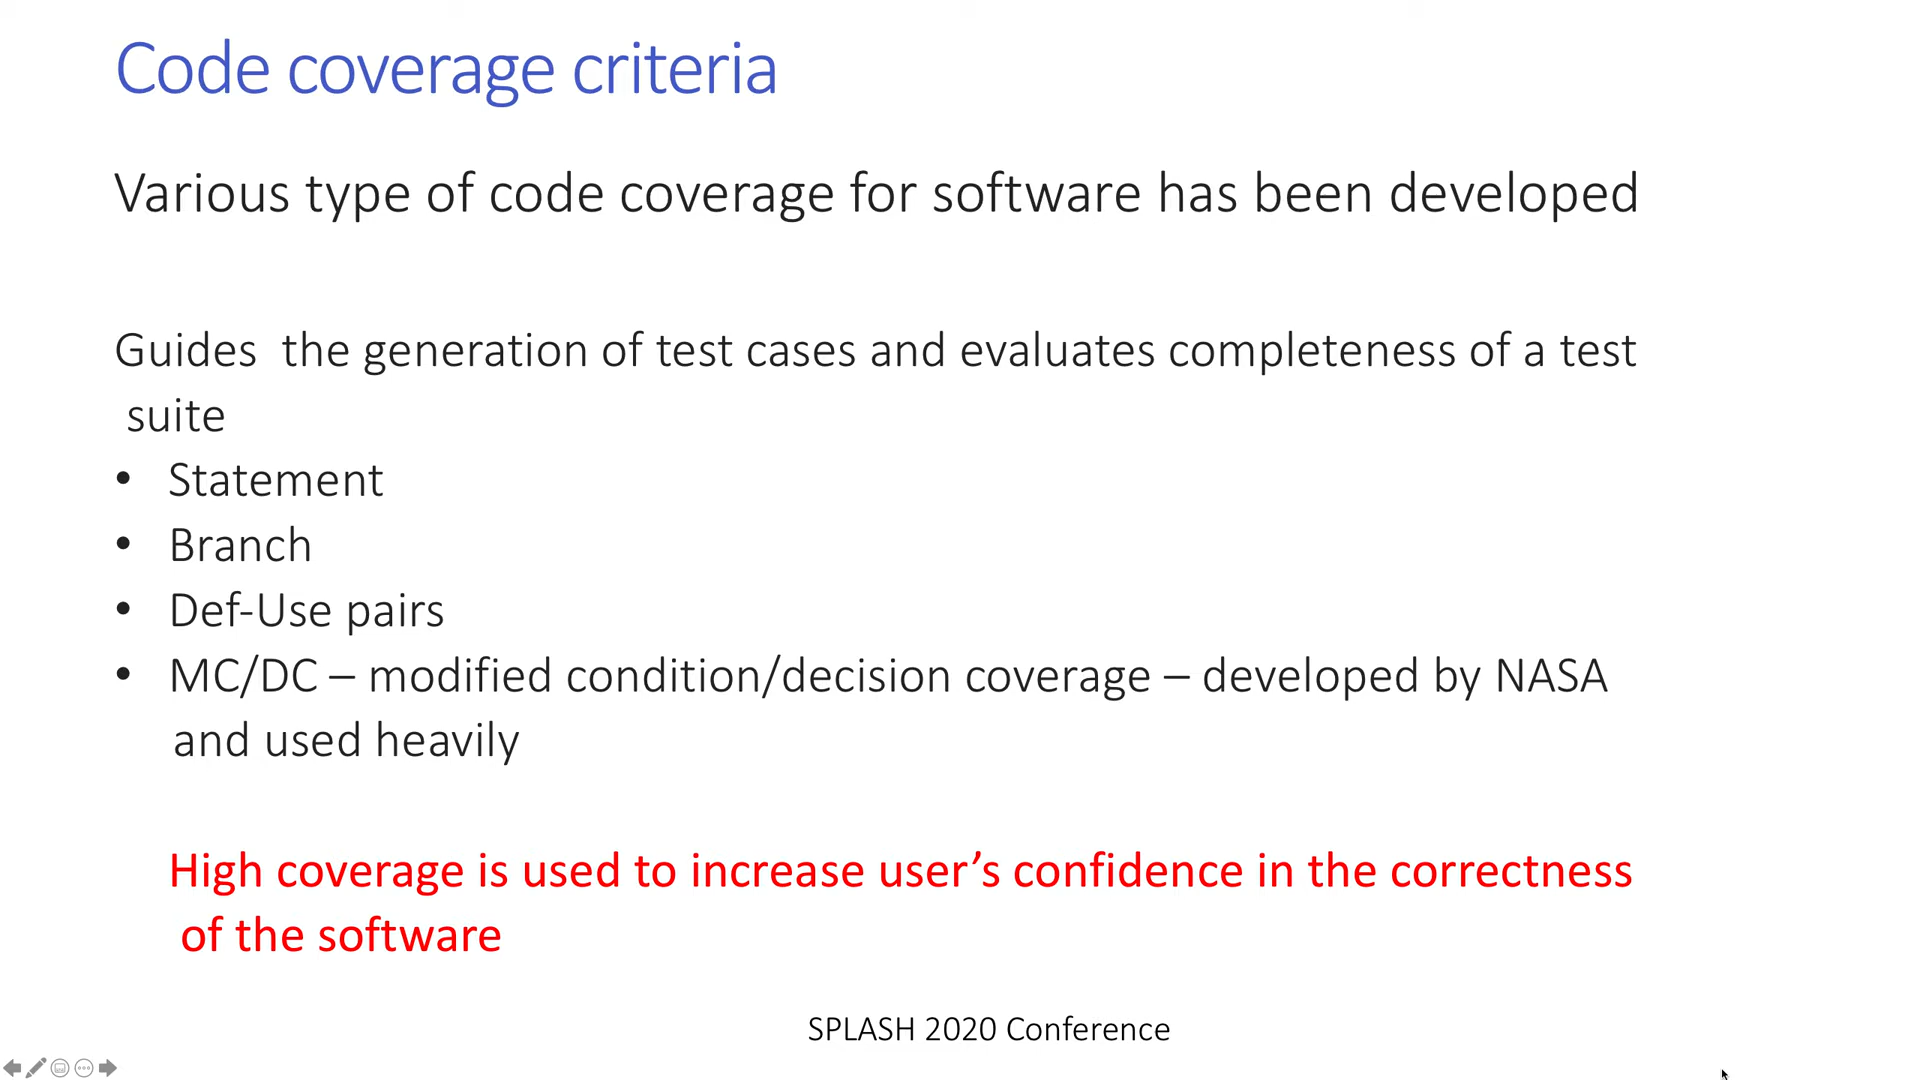 Code coverage criteria
Various type of code coverage for software has been developed
Guides  the generation of test cases and evaluates completeness of a test
suite
• Statement
• Branch
• Def-Use pairs
• MC/DC – modified condition/decision coverage – developed by NASA
and used heavily
High coverage is used to increase user’s confidence in the correctness
of the software
SPLASH 2020 Conference